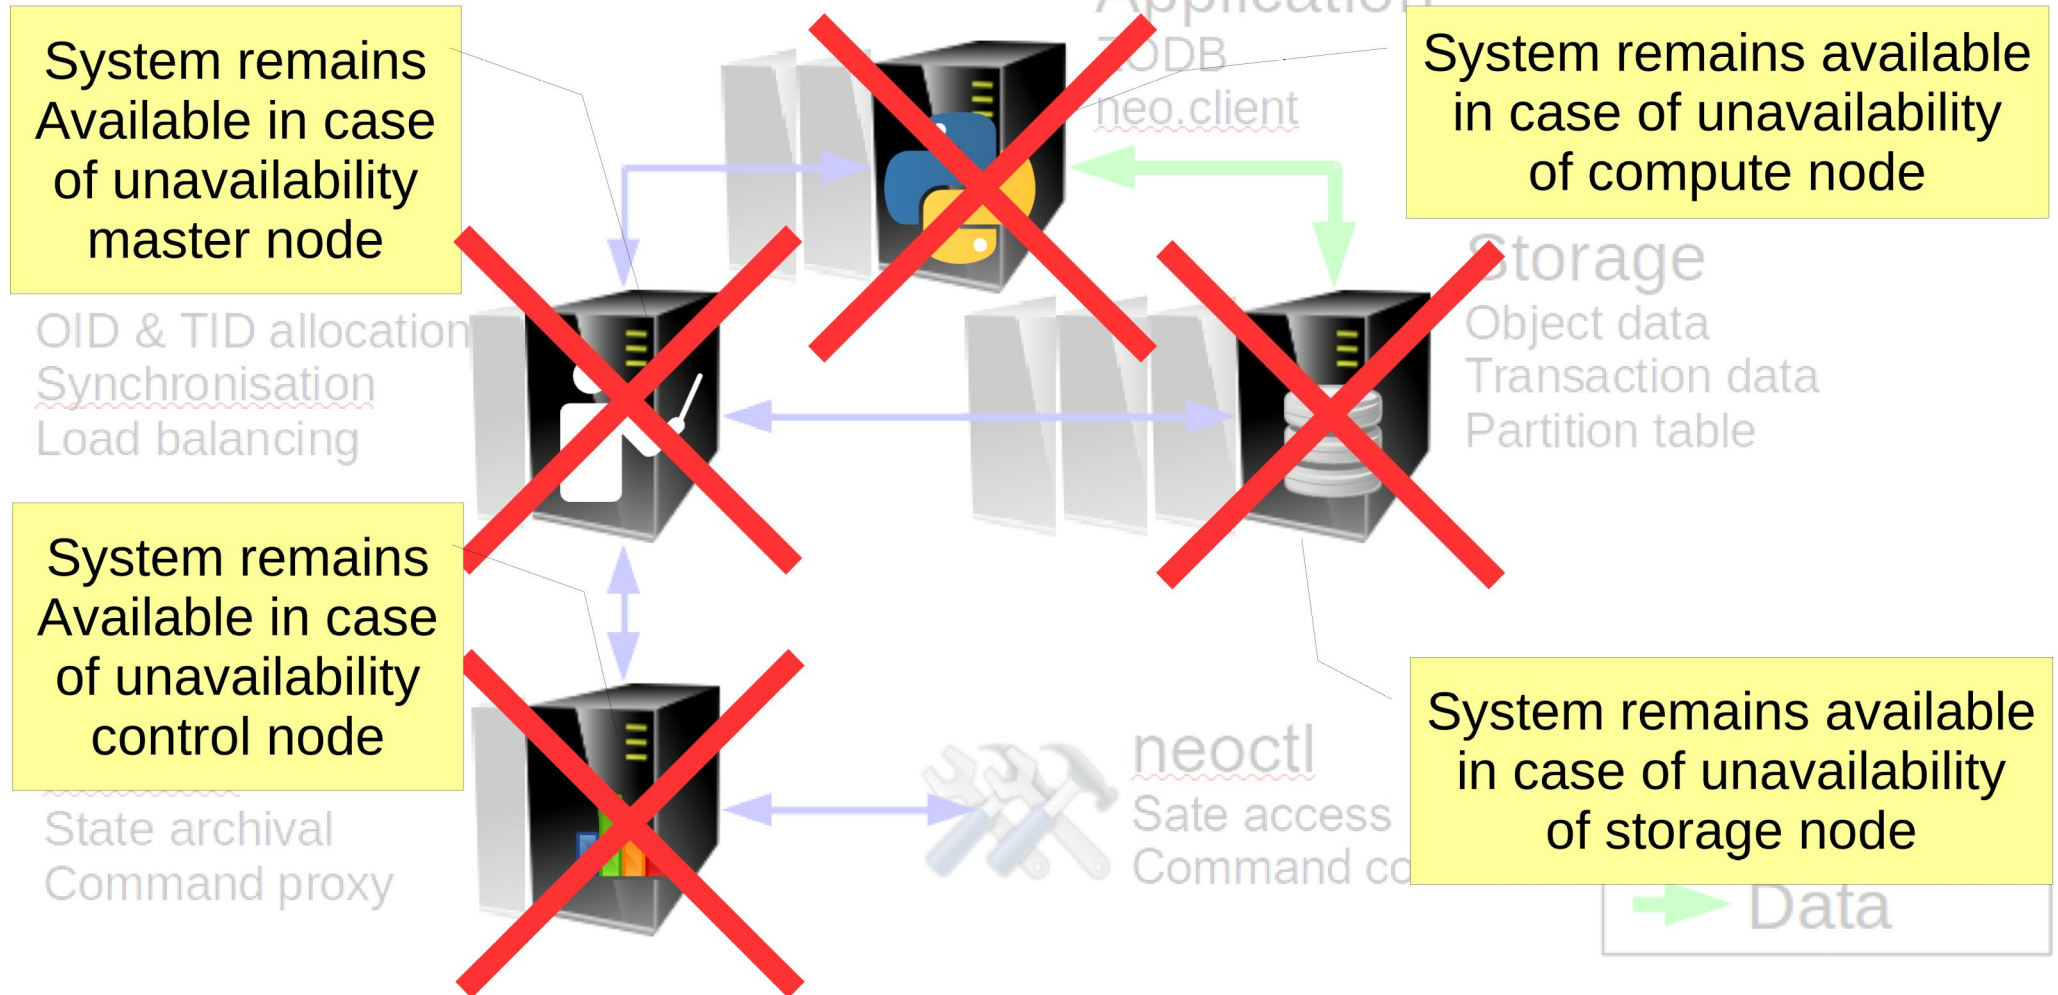 System remains
Available in case
of unavailability
master node
Application
ZODB
neo.client
System remains available
in case of unavailability
of compute node
OID & TID allocation
Synchronisation
Load balancing
Storage
Object data
Transaction data
Partition table
System remains
Available in case
of unavailability
control node
State archival
Command proxy
neoctl
Sate access
Command co
System remains available
in case of unavailability
of storage node
Data